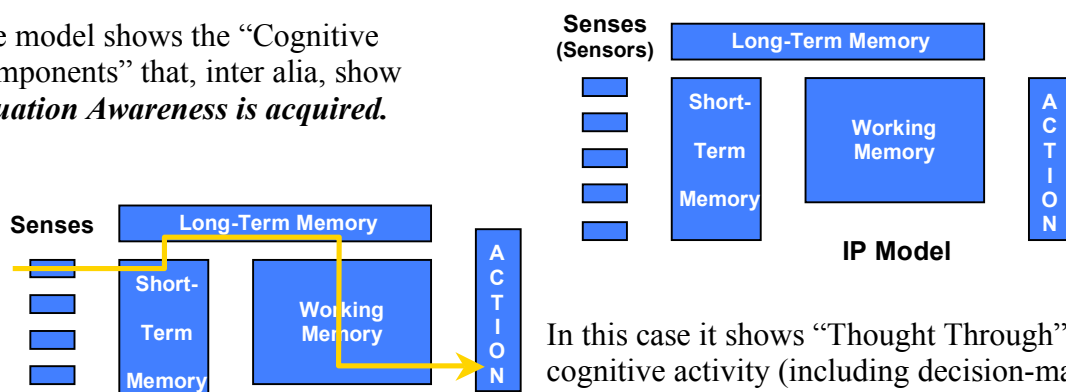 e model shows the “Cognitive
mponents” that, inter alia, show
uation Awareness is acquired.
Senses
(Sensors)
Long-Term Memory
Short-
Term
Memory
Working
Memory
A
C
T
I
O
N
IP Model
Senses
Long-Term Memory
Short-
Term
Memory
Working
Memory
A
C
T
I
O
N
In this case it shows “Thought Through”
cognitive activity (including decision-ma